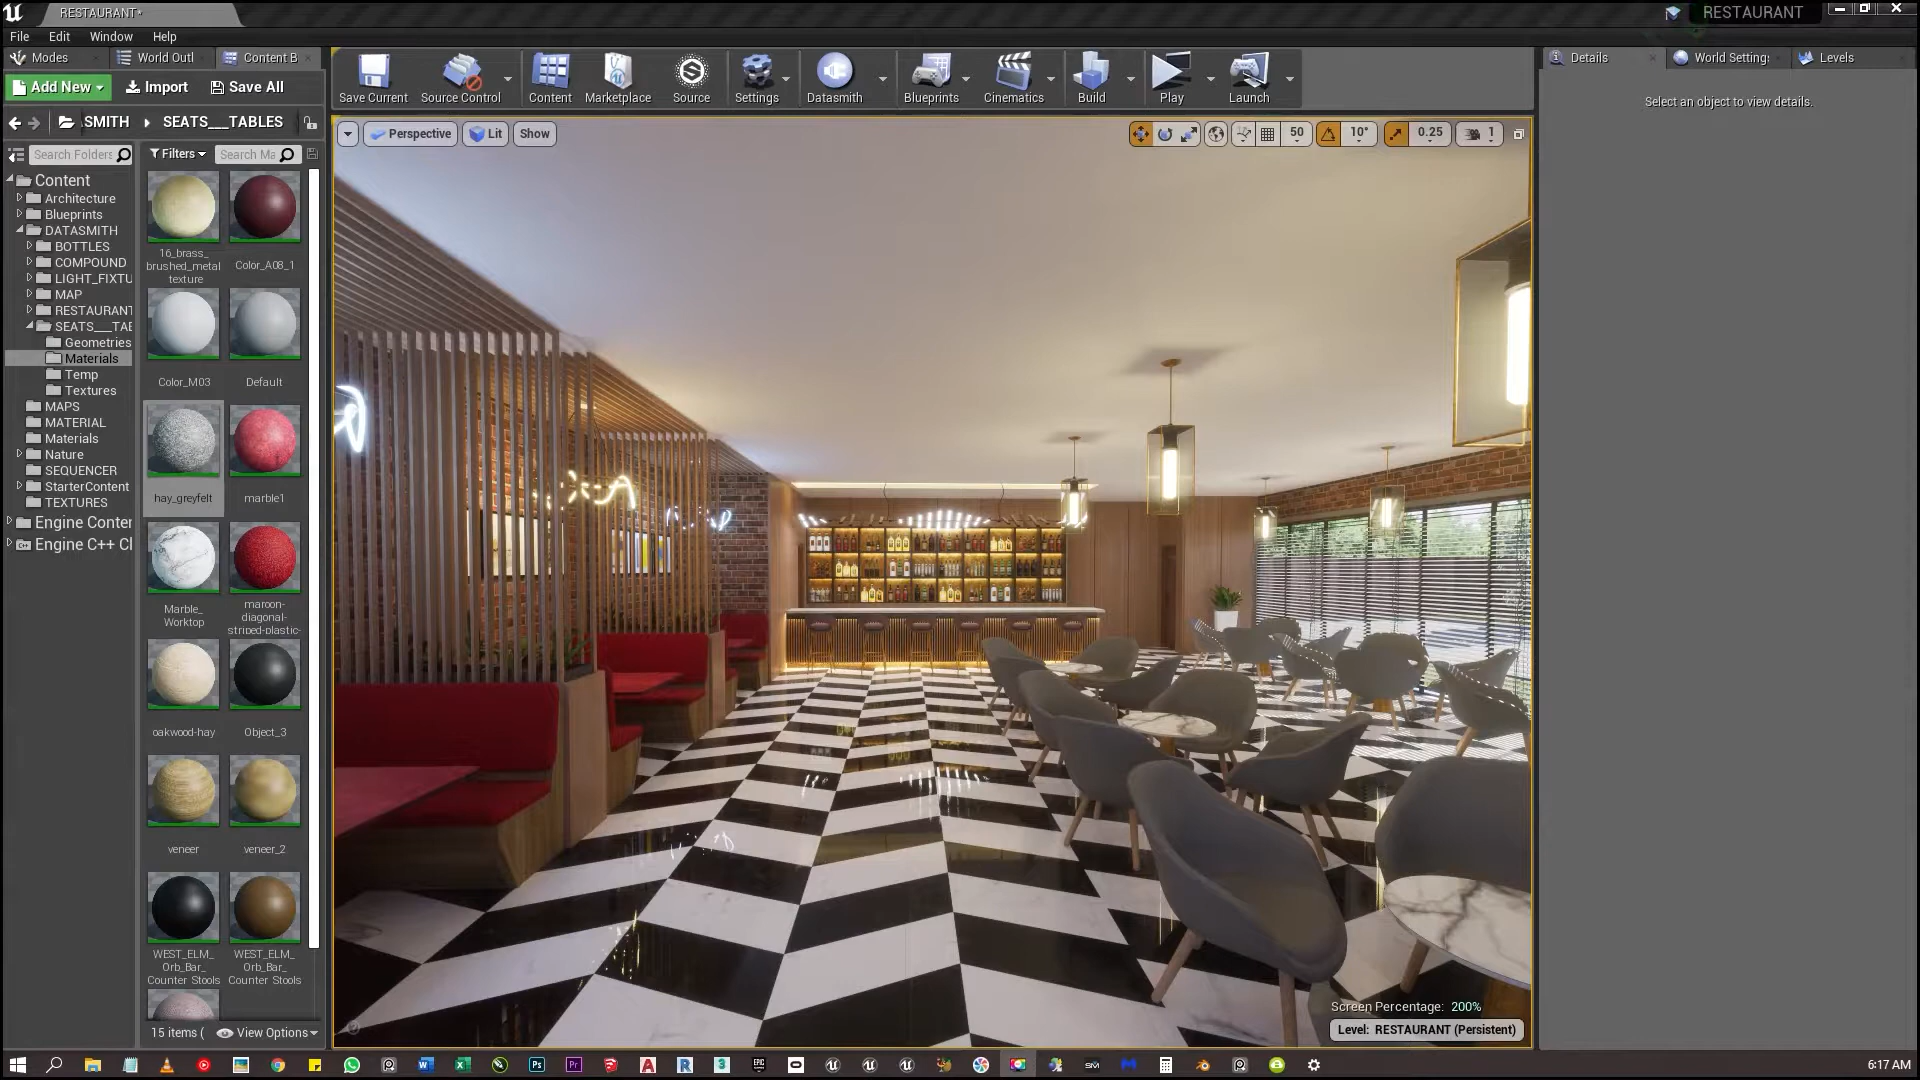 RESTAURANT*
RESTAURANT
File Edit Window Help
Modes World Outl Content B
Details World Settings Levels
Add New Import Save All
Save Current Source Control Content Marketplace Source Settings Datasmith Blueprints Cinematics Build Play Launch
Select an object to view details.
SMITH SEATS___TABLES
Perspective Lit Show
50 10° 0.25 1
Search Folders Filters Search Ma
Content
Architecture
Blueprints
DATASMITH
BOTTLES
COMPOUND
LIGHT_FIXTU
MAP
RESTAURANT
SEATS___TAB
Geometries
Materials
Temp
Textures
MAPS
MATERIAL
Materials
Nature
SEQUENCER
StarterContent
TEXTURES
Engine Conter
Engine C++ Cl
16_brass_
brushed_metal
texture
Color_A08_1
Color_M03 Default
hay_greyfelt marble1
Marble_
Worktop
maroon-
diagonal-
striped-plastic-
oakwood-hay Object_3
veneer veneer_2
WEST_ELM_
Orb_Bar_
Counter Stools
WEST_ELM_
Orb_Bar_
Counter Stools
15 items ( View Options
Screen Percentage: 200%
Level: RESTAURANT (Persistent)
6:17 AM